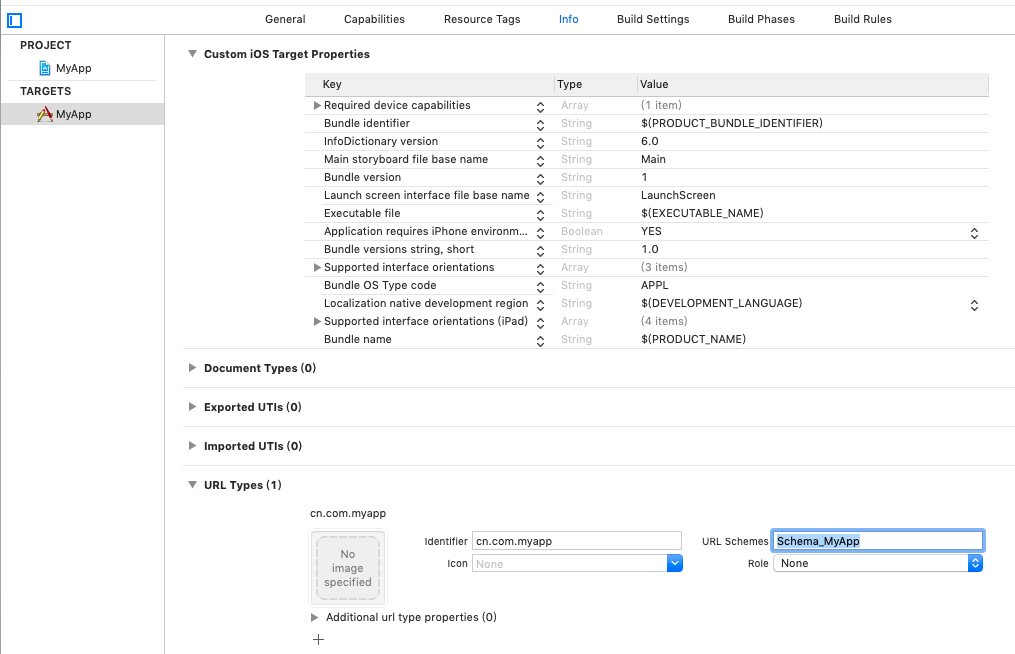 General Capabilities Resource Tags Info Build Settings Build Phases Build Rules
PROJECT
MyApp
TARGETS
MyApp
Custom iOS Target Properties
Key Type Value
Required device capabilities Array (1 item)
Bundle identifier String $(PRODUCT_BUNDLE_IDENTIFIER)
InfoDictionary version String 6.0
Main storyboard file base name String Main
Bundle version String 1
Launch screen interface file base name String LaunchScreen
Executable file String $(EXECUTABLE_NAME)
Application requires iPhone environm... Boolean YES
Bundle versions string, short String 1.0
Supported interface orientations Array (3 items)
Bundle OS Type code String APPL
Localization native development region String $(DEVELOPMENT_LANGUAGE)
Supported interface orientations (iPad) Array (4 items)
Bundle name String $(PRODUCT_NAME)
Document Types (0)
Exported UTIs (0)
Imported UTIs (0)
URL Types (1)
cn.com.myapp
No
image
specified
Identifier cn.com.myapp URL Schemes Schema_MyApp
Icon None Role None
Additional url type properties (0)